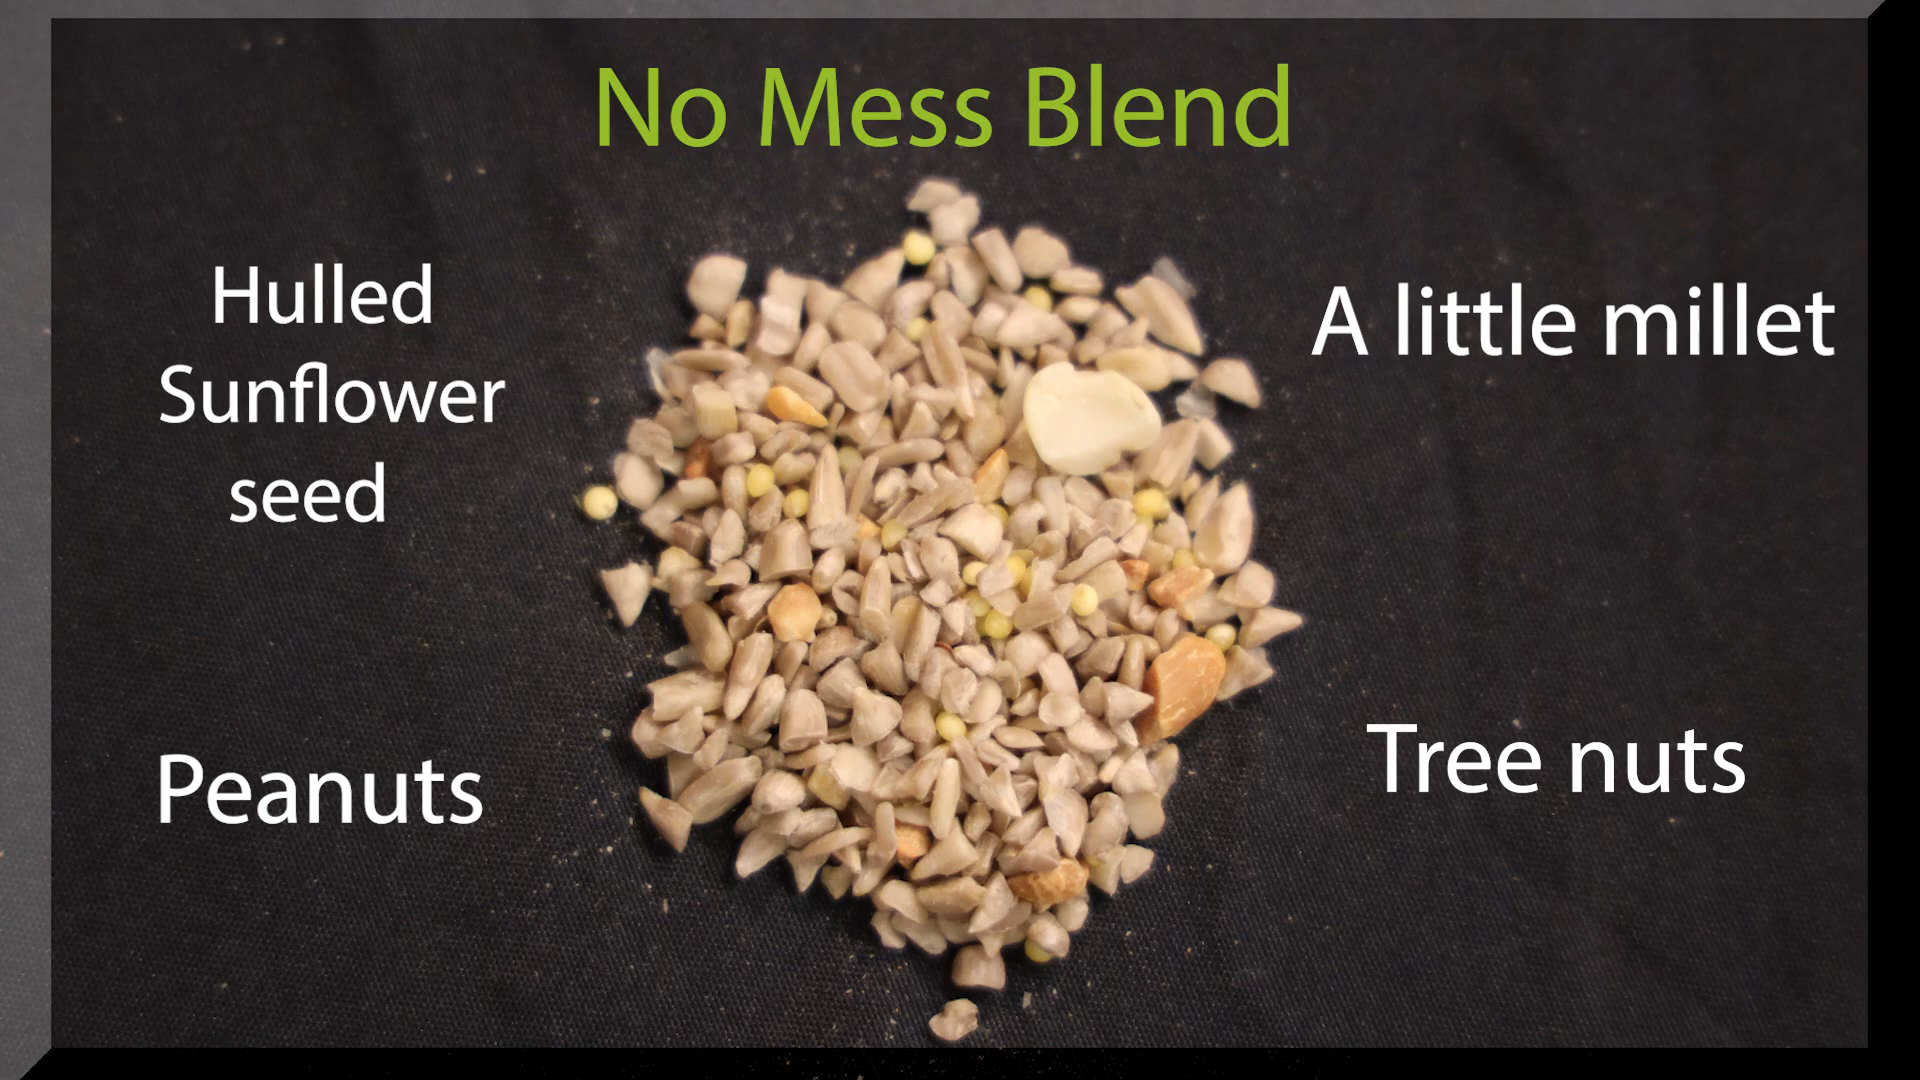 No Mess Blend
Hulled
Sunflower
seed
A little millet
Peanuts
Tree nuts